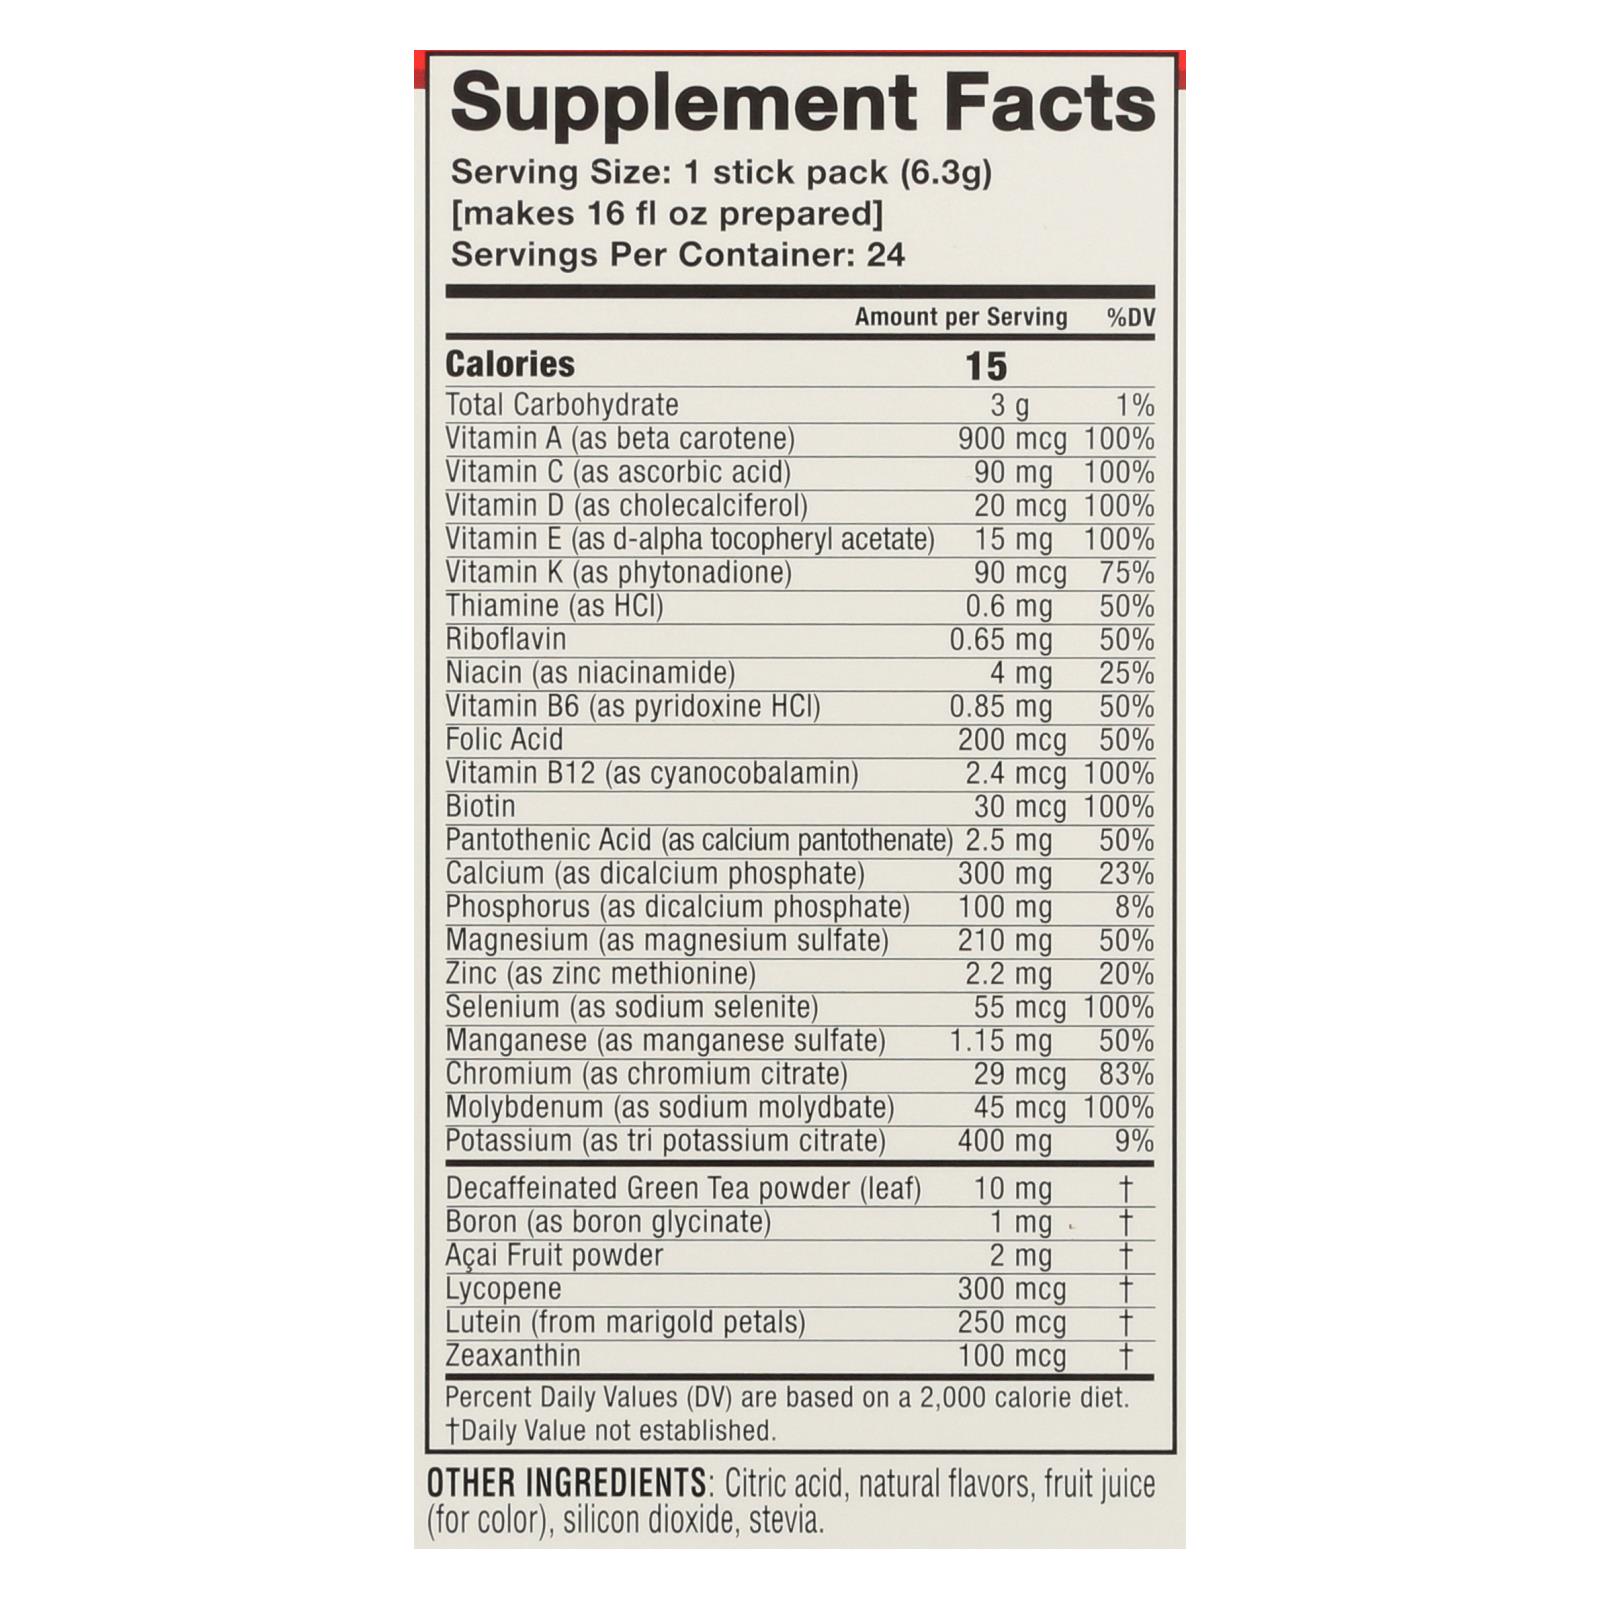 Supplement Facts
Serving Size: 1 stick pack (6.3g)
[makes 16 fl oz prepared]
Servings Per Container: 24
Amount per Serving %DV
Calories 15
Total Carbohydrate 3 g 1%
Vitamin A (as beta carotene) 900 mcg 100%
Vitamin C (as ascorbic acid) 90 mg 100%
Vitamin D (as cholecalciferol) 20 mcg 100%
Vitamin E (as d-alpha tocopheryl acetate) 15 mg 100%
Vitamin K (as phytonadione) 90 mcg 75%
Thiamine (as HCl) 0.6 mg 50%
Riboflavin 0.65 mg 50%
Niacin (as niacinamide) 4 mg 25%
Vitamin B6 (as pyridoxine HCl) 0.85 mg 50%
Folic Acid 200 mcg 50%
Vitamin B12 (as cyanocobalamin) 2.4 mcg 100%
Biotin 30 mcg 100%
Pantothenic Acid (as calcium pantothenate) 2.5 mg 50%
Calcium (as dicalcium phosphate) 300 mg 23%
Phosphorus (as dicalcium phosphate) 100 mg 8%
Magnesium (as magnesium sulfate) 210 mg 50%
Zinc (as zinc methionine) 2.2 mg 20%
Selenium (as sodium selenite) 55 mcg 100%
Manganese (as manganese sulfate) 1.15 mg 50%
Chromium (as chromium citrate) 29 mcg 83%
Molybdenum (as sodium molydbate) 45 mcg 100%
Potassium (as tri potassium citrate) 400 mg 9%
Decaffeinated Green Tea powder (leaf) 10 mg †
Boron (as boron glycinate) 1 mg †
Açai Fruit powder 2 mg †
Lycopene 300 mcg †
Lutein (from marigold petals) 250 mcg †
Zeaxanthin 100 mcg †
Percent Daily Values (DV) are based on a 2,000 calorie diet.
†Daily Value not established.
OTHER INGREDIENTS: Citric acid, natural flavors, fruit juice
(for color), silicon dioxide, stevia.